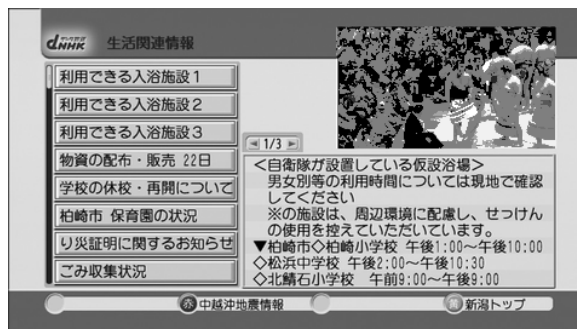 デジタル総合
dNHK 生活関連情報
利用できる入浴施設1
利用できる入浴施設2
利用できる入浴施設3
物資の配布・販売 22日
学校の休校・再開について
柏崎市 保育園の状況
り災証明に関するお知らせ
ごみ収集状況
◀ 1/3 ▶
<自衛隊が設置している仮設浴場>
男女別等の利用時間については現地で確認
してください
※の施設は、周辺環境に配慮し、せっけん
の使用を控えていただいています。
▼柏崎市◇柏崎小学校 午後1:00~午後10:00
◇松浜中学校 午後2:00~午後10:30
◇北鯖石小学校 午前9:00~午後9:00
赤 中越沖地震情報
黄 新潟トップ